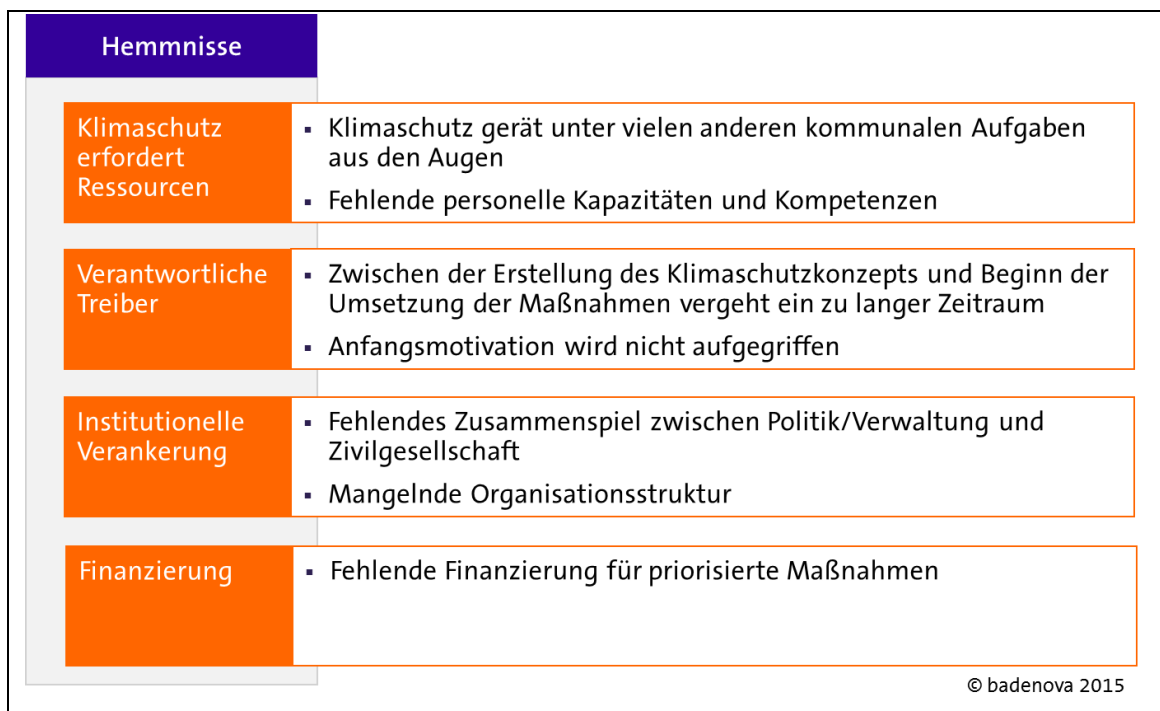 Hemmnisse
Klimaschutz
erfordert
Ressourcen
▪ Klimaschutz gerät unter vielen anderen kommunalen Aufgaben
aus den Augen
▪ Fehlende personelle Kapazitäten und Kompetenzen
Verantwortliche
Treiber
▪ Zwischen der Erstellung des Klimaschutzkonzepts und Beginn der
Umsetzung der Maßnahmen vergeht ein zu langer Zeitraum
▪ Anfangsmotivation wird nicht aufgegriffen
Institutionelle
Verankerung
▪ Fehlendes Zusammenspiel zwischen Politik/Verwaltung und
Zivilgesellschaft
▪ Mangelnde Organisationsstruktur
Finanzierung
▪ Fehlende Finanzierung für priorisierte Maßnahmen
© badenova 2015